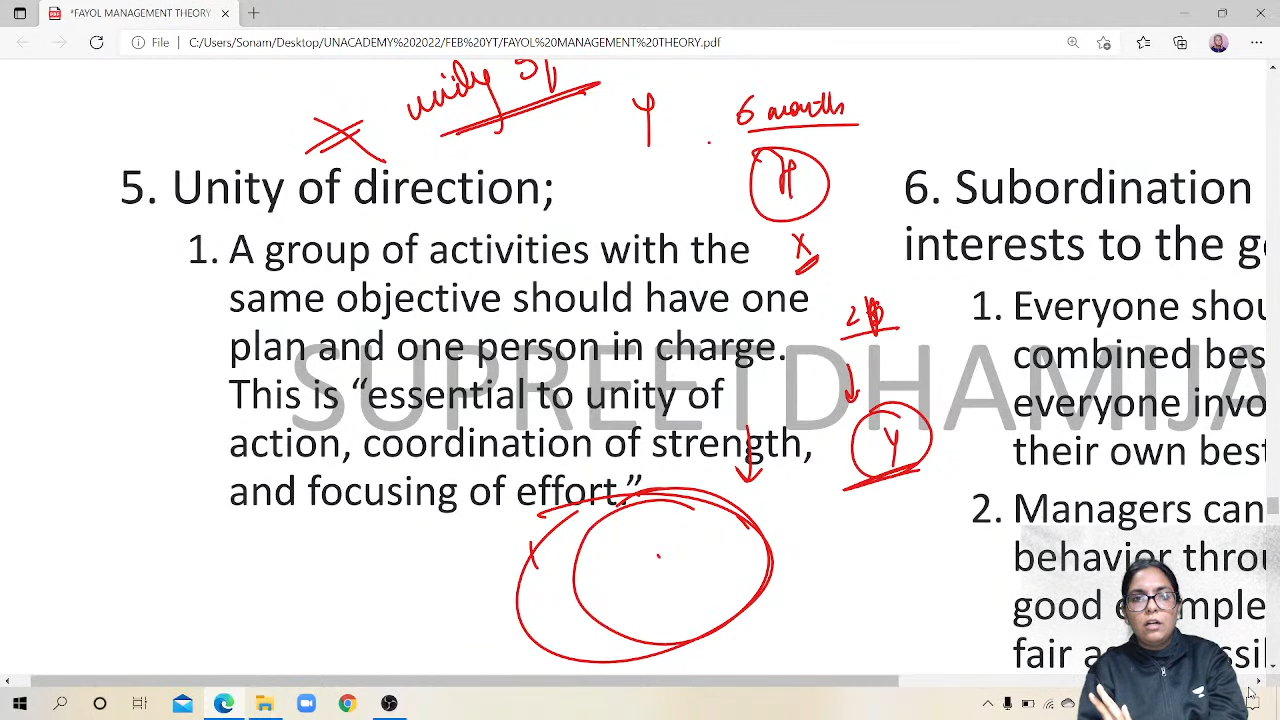 *FAYOL MANAGEMENT THEORY
File
C:/Users/Sonam/Desktop/UNACADEMY%202022/FEB%20YT/FAYOL%20MANAGEMENT%20THEORY.pdf
unity of
Y
6 months
5. Unity of direction;
1. A group of activities with the
same objective should have one
plan and one person in charge.
This is “essential to unity of
action, coordination of strength,
and focusing of effort.”
H
X
Y
6. Subordination
interests to the ge
1. Everyone shou
combined bes
everyone invo
their own best
2. Managers can
behavior throu
good example
SUPREETDHAMIJA